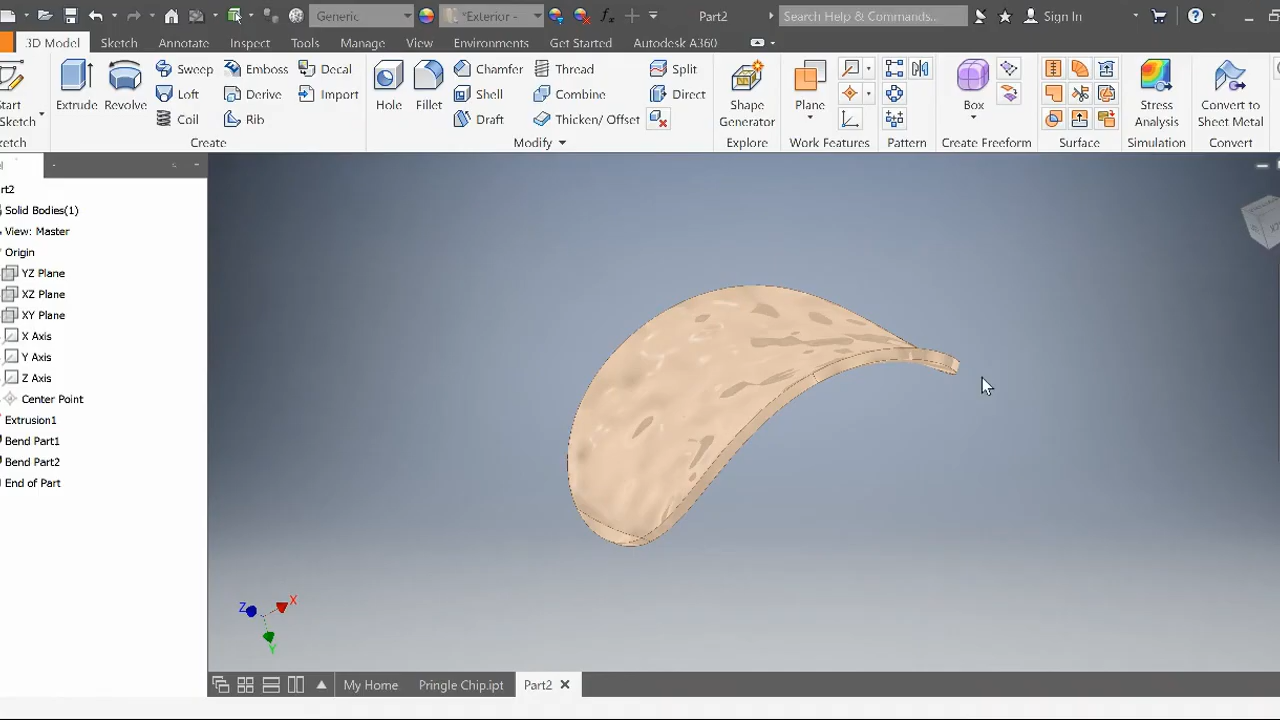 Generic "Exterior - Part2 Search Help & Commands... Sign In
3D Model Sketch Annotate Inspect Tools Manage View Environments Get Started Autodesk A360
Start Sketch Extrude Revolve Sweep Loft Coil Emboss Derive Rib Decal Import
Hole Fillet Chamfer Shell Draft Thread Combine Thicken/ Offset Split Direct
Shape Generator Plane Box Stress Analysis Convert to Sheet Metal
Create Modify Explore Work Features Pattern Create Freeform Surface Simulation Convert
Solid Bodies(1)
View: Master
Origin
YZ Plane
XZ Plane
XY Plane
X Axis
Y Axis
Z Axis
Center Point
Extrusion1
Bend Part1
Bend Part2
End of Part
Z X
Y
My Home Pringle Chip.ipt Part2